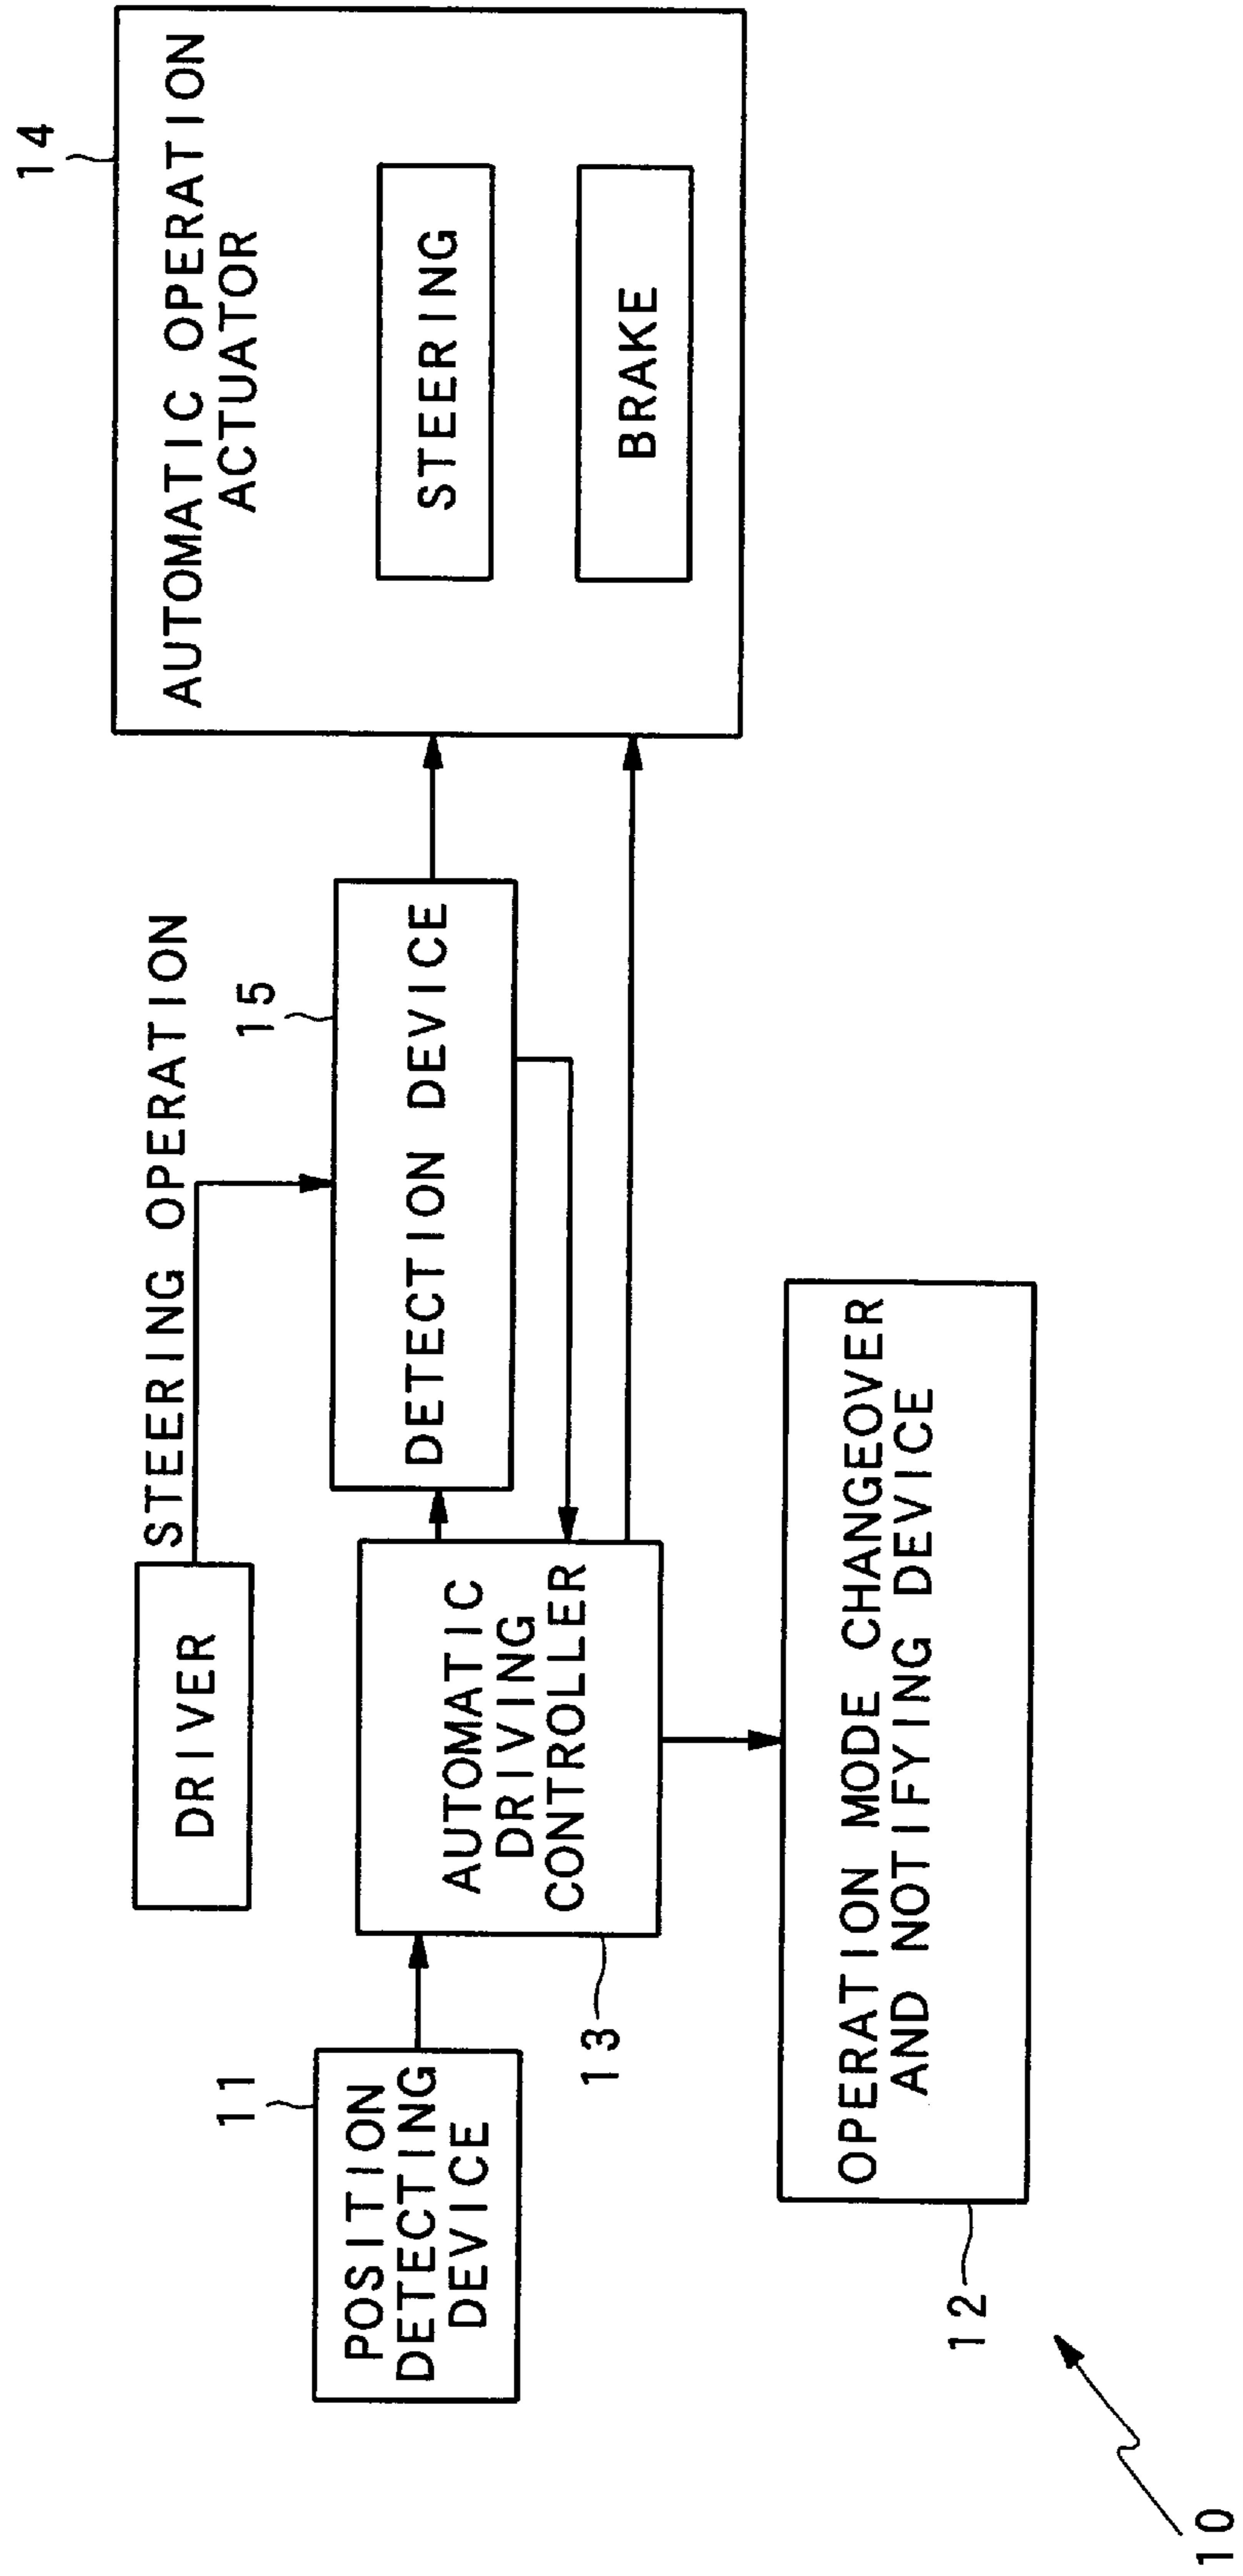 14
AUTOMATIC OPERATION
ACTUATOR
STEERING
BRAKE
STEERING OPERATION
15
DETECTION DEVICE
DRIVER
AUTOMATIC
DRIVING
CONTROLLER
13
11
POSITION
DETECTING
DEVICE
OPERATION MODE CHANGEOVER
AND NOTIFYING DEVICE
12
10